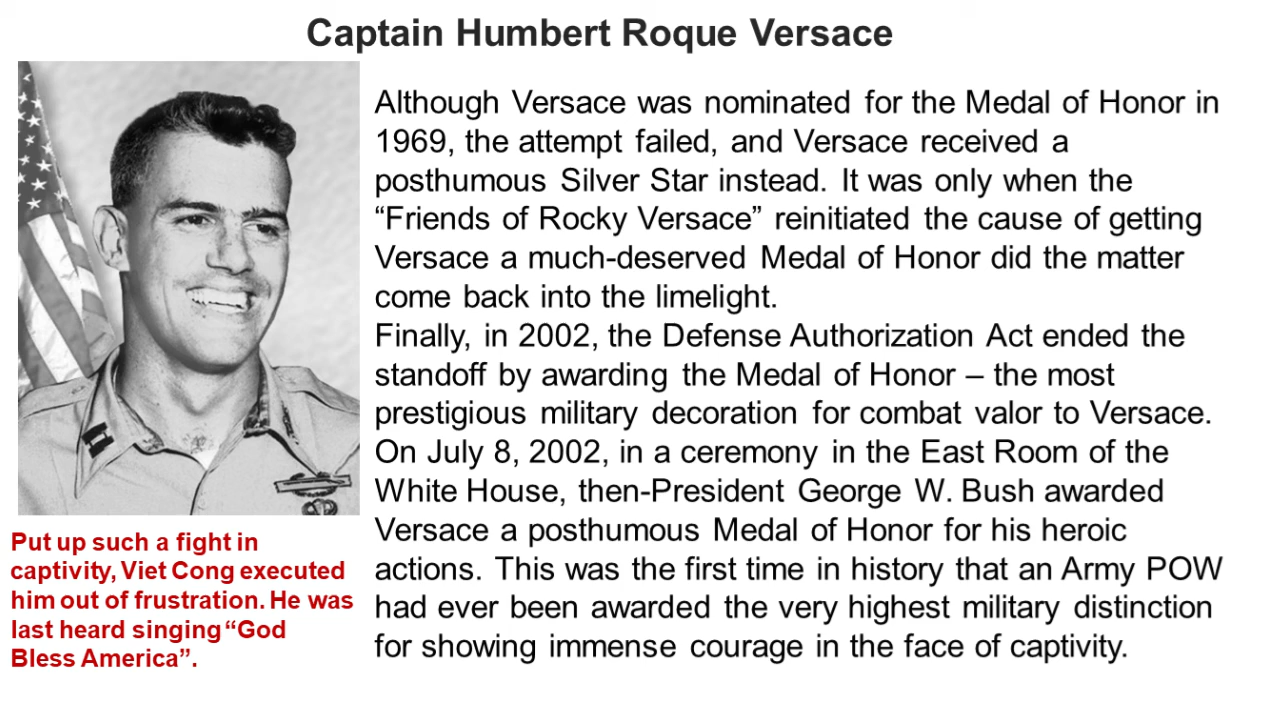 Captain Humbert Roque Versace
Although Versace was nominated for the Medal of Honor in
1969, the attempt failed, and Versace received a
posthumous Silver Star instead. It was only when the
“Friends of Rocky Versace” reinitiated the cause of getting
Versace a much-deserved Medal of Honor did the matter
come back into the limelight.
Finally, in 2002, the Defense Authorization Act ended the
standoff by awarding the Medal of Honor – the most
prestigious military decoration for combat valor to Versace.
On July 8, 2002, in a ceremony in the East Room of the
White House, then-President George W. Bush awarded
Versace a posthumous Medal of Honor for his heroic
actions. This was the first time in history that an Army POW
had ever been awarded the very highest military distinction
for showing immense courage in the face of captivity.
Put up such a fight in
captivity, Viet Cong executed
him out of frustration. He was
last heard singing “God
Bless America”.